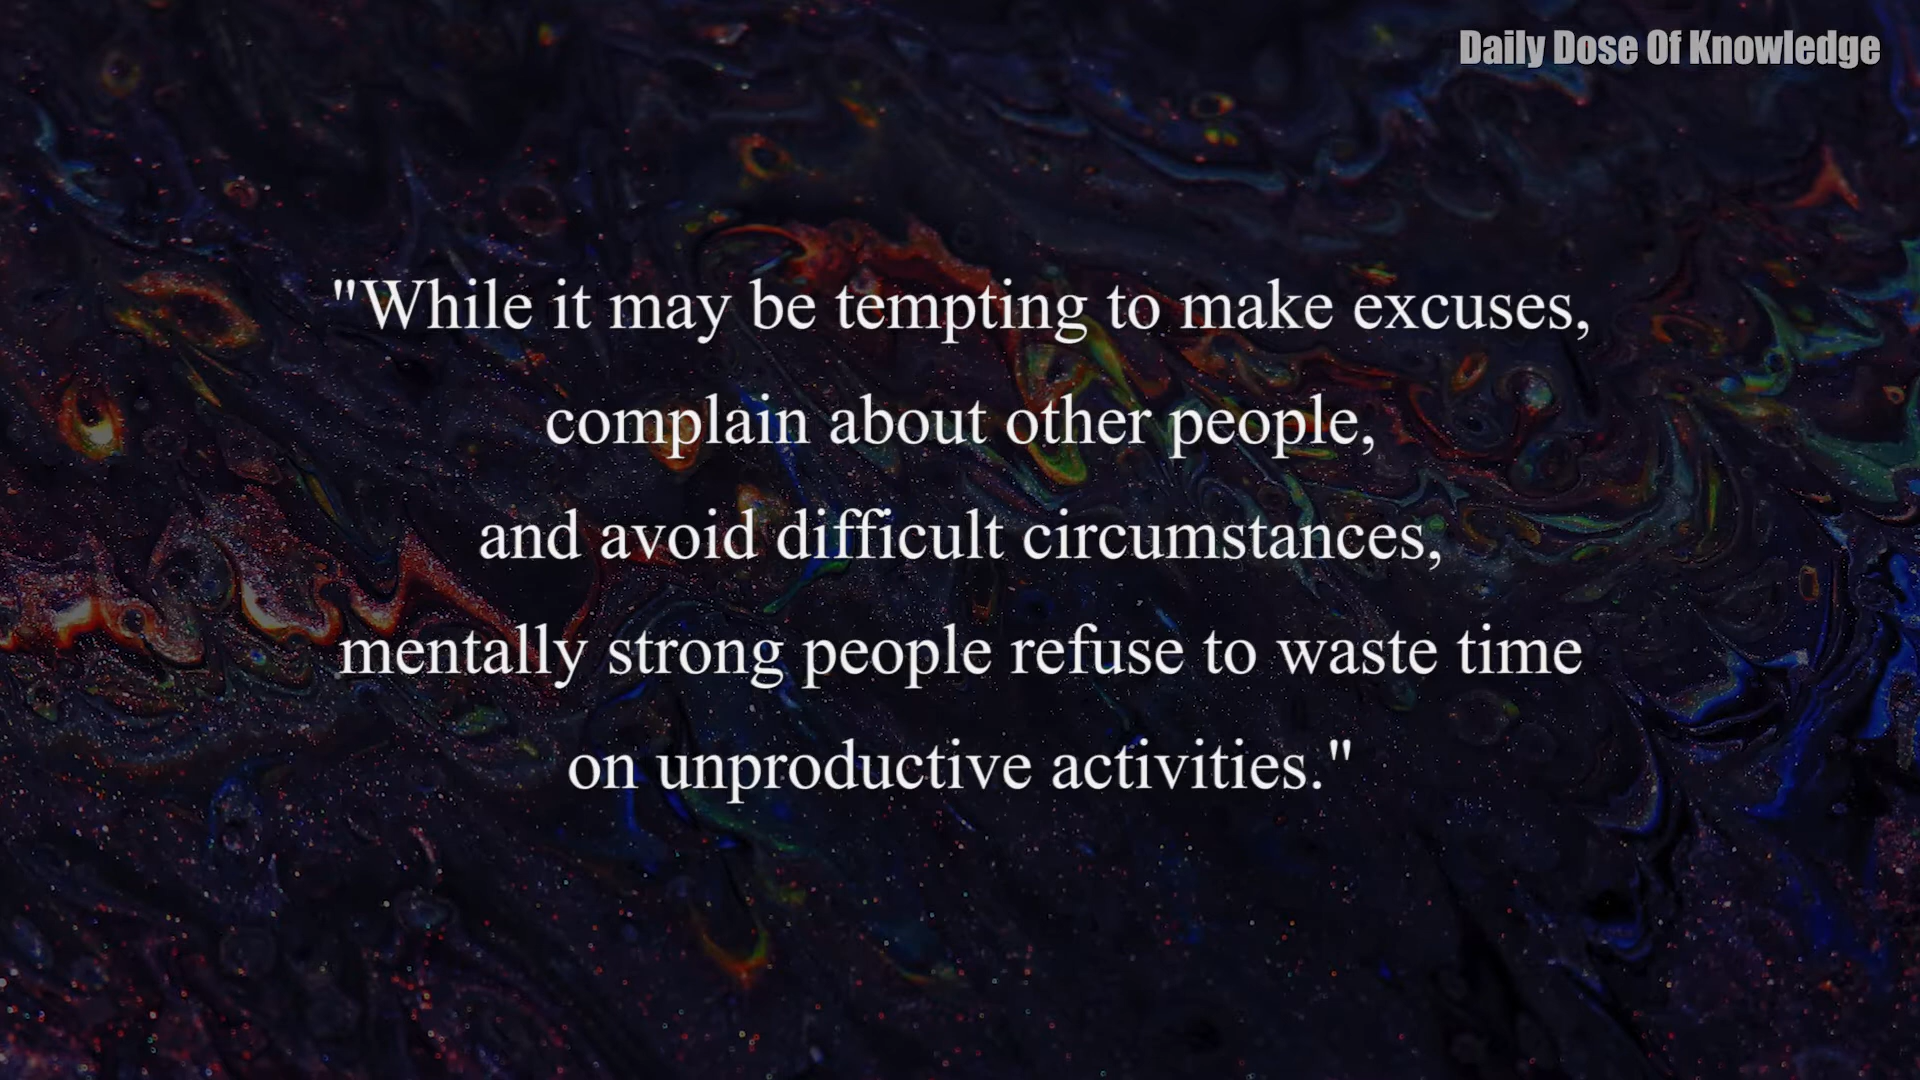 Daily Dose Of Knowledge
"While it may be tempting to make excuses,
complain about other people,
and avoid difficult circumstances,
mentally strong people refuse to waste time
on unproductive activities."